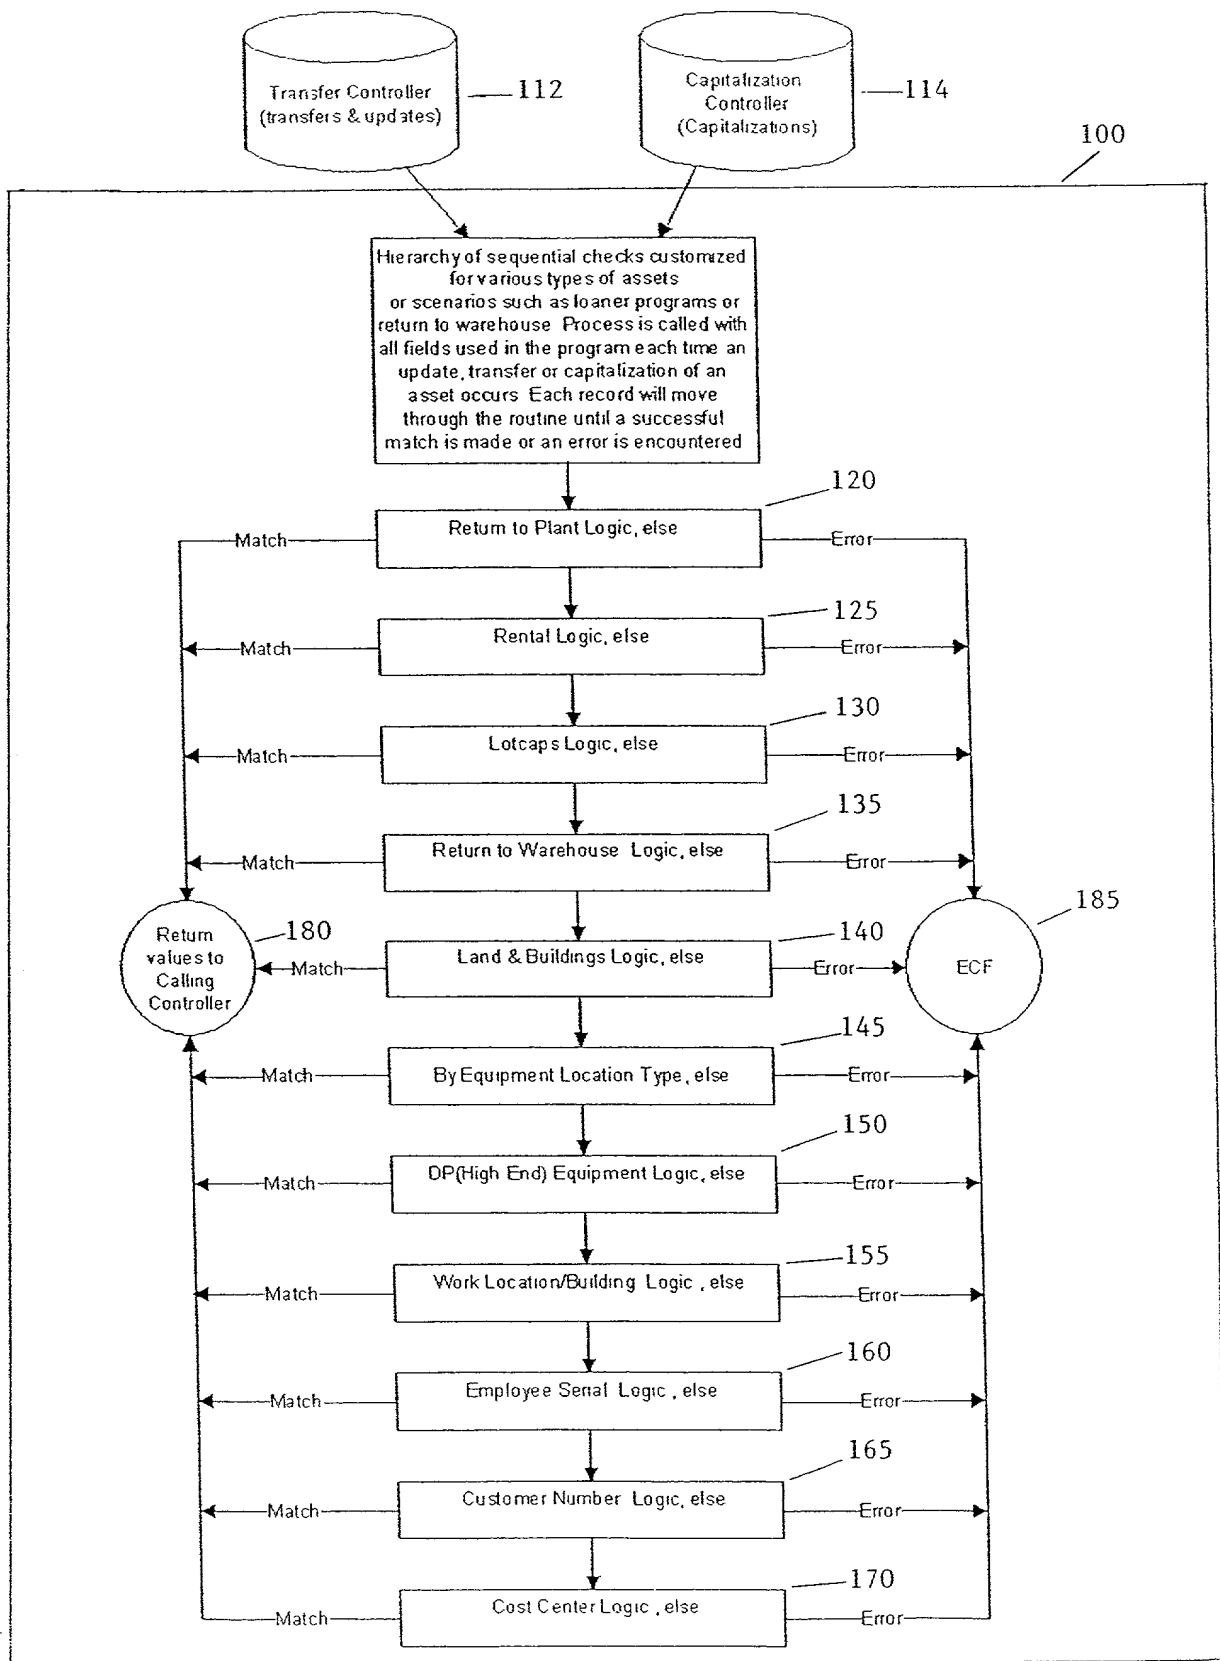 Transfer Controller
(transfers & updates)
112
Capitalization
Controller
(Capitalizations)
114
100
Hierarchy of sequential checks customized
for various types of assets
or scenarios such as loaner programs or
return to warehouse Process is called with
all fields used in the program each time an
update, transfer or capitalization of an
asset occurs Each record will move
through the routine until a successful
match is made or an error is encountered
120
Match
Return to Plant Logic, else
Error
125
Match
Rental Logic, else
Error
130
Match
Lotcaps Logic, else
Error
135
Match
Return to Warehouse Logic, else
Error
Return
values to
Calling
Controller
180
140
Match
Land & Buildings Logic, else
Error
185
ECF
145
Match
By Equipment Location Type, else
Error
150
Match
DP(High End) Equipment Logic, else
Error
155
Match
Work Location/Building Logic, else
Error
160
Match
Employee Serial Logic, else
Error
165
Match
Customer Number Logic, else
Error
170
Match
Cost Center Logic, else
Error